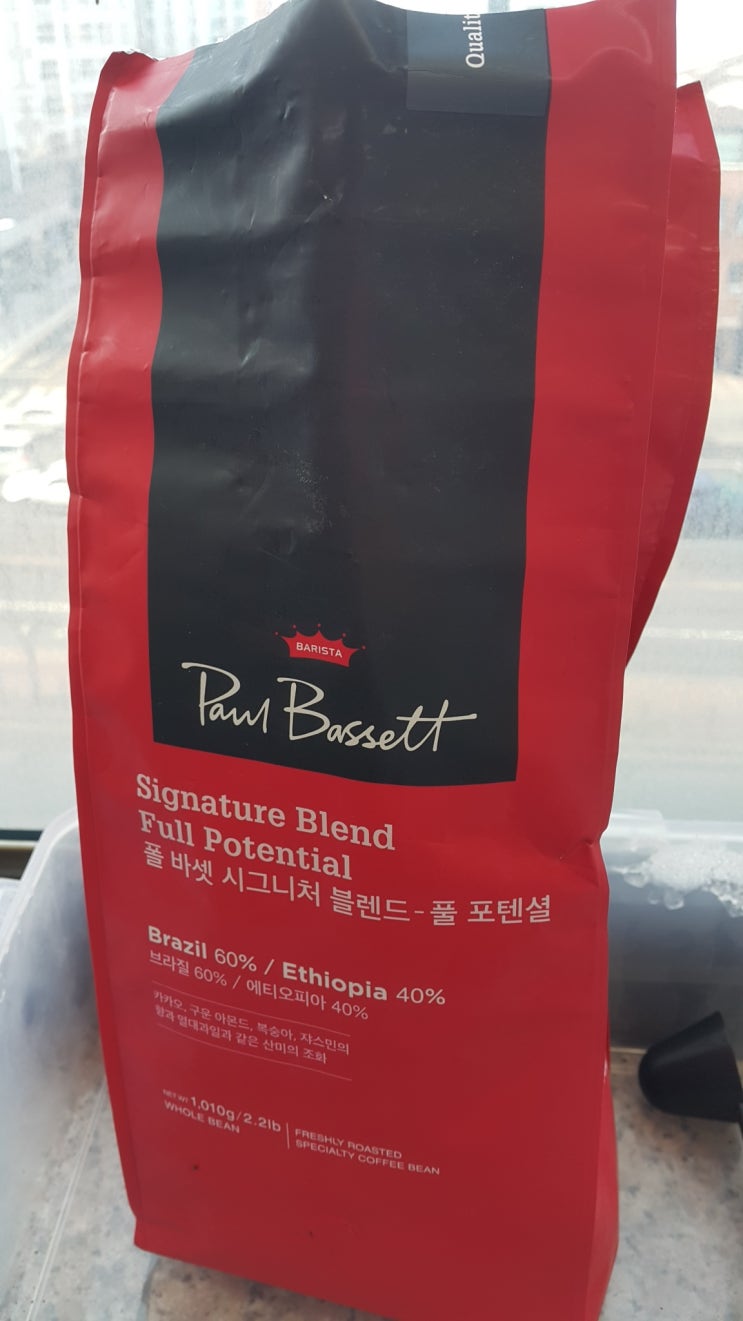 Qualit
BARISTA
Paul Bassett
Signature Blend
Full Potential
폴 바셋 시그니처 블렌드 - 풀 포텐셜
Brazil 60% / Ethiopia 40%
브라질 60% / 에티오피아 40%
카카오, 구운 아몬드, 복숭아, 쟈스민의
향과 열대과일과 같은 산미의 조화
NET WT 1,010g/2.2lb
WHOLE BEAN
FRESHLY ROASTED
SPECIALTY COFFEE BEAN